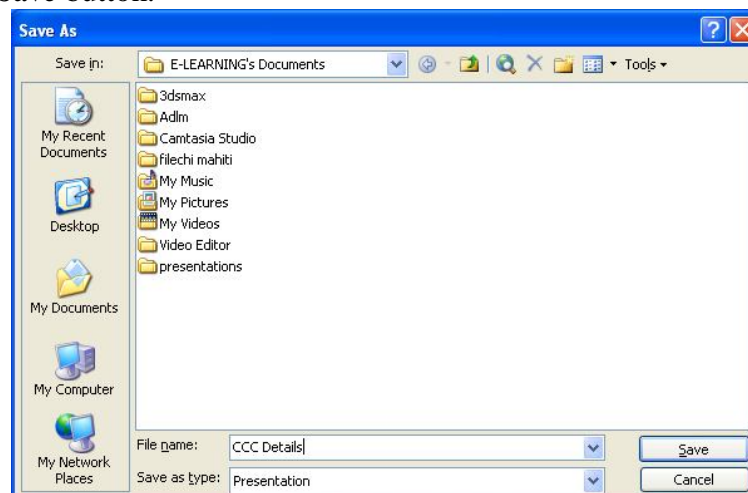 save button.
Save As
Save in:
E-LEARNING's Documents
Tools
My Recent
Documents
Desktop
My Documents
My Computer
My Network
Places
3dsmax
Adlm
Camtasia Studio
filechi mahiti
My Music
My Pictures
My Videos
Video Editor
presentations
File name:
CCC Details
Save
Save as type:
Presentation
Cancel